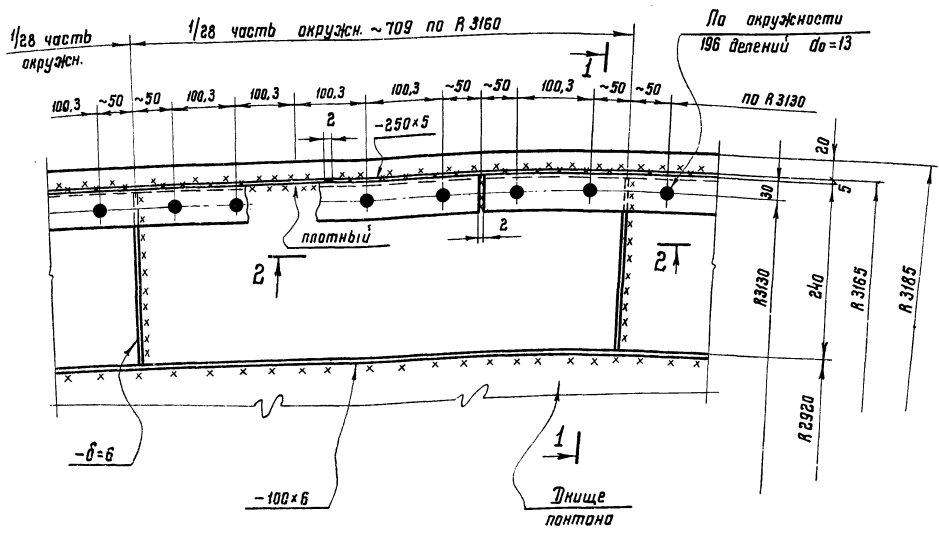 1/28 часть
окружн.
1/28 часть окружн. ~709 по R 3160
По окружности
196 делений d₀=13
1
100,3 ~50 ~50 100,3 100,3 100,3 100,3 ~50 ~50 100,3 ~50 ~50
по R3130
2
-250×5
20
30
5
плотный
2
2
2
R3130
240
R 3165
R 3185
R 2920
1
-δ=6
-100×6
Днище
понтона